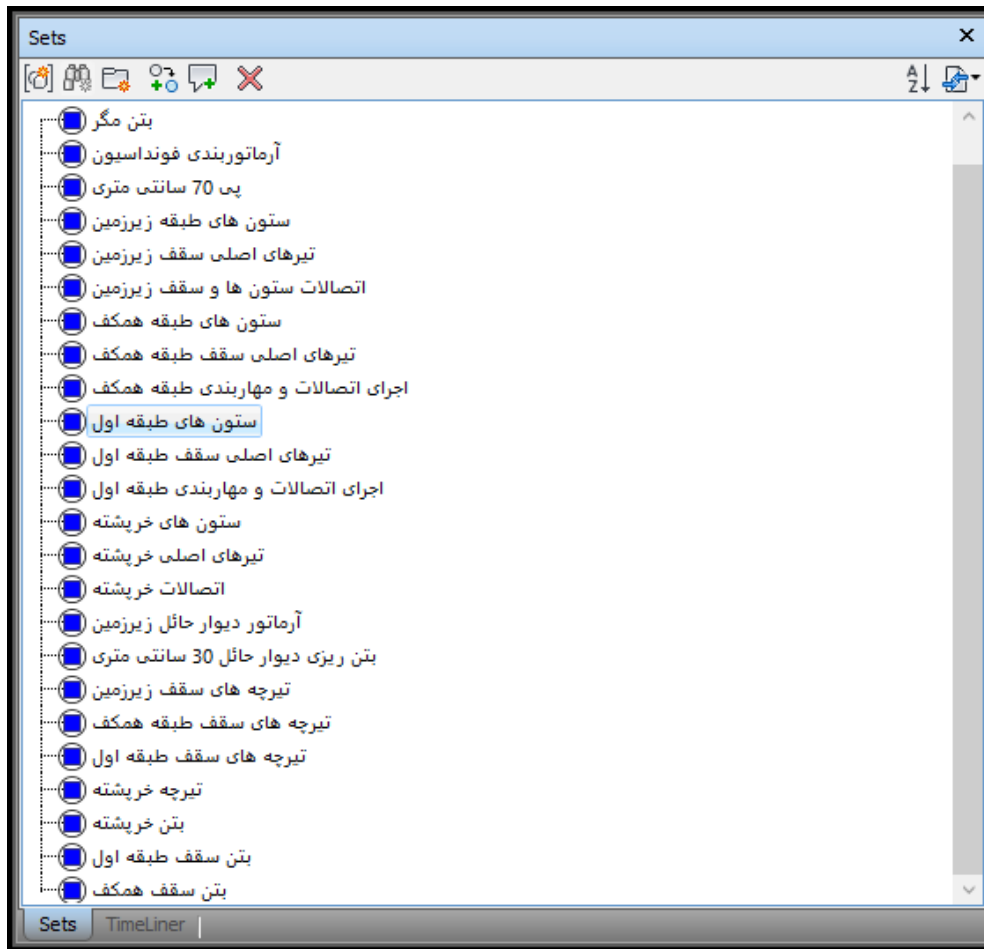 Sets
بتن مگر
آرماتوربندی فونداسیون
پی 70 سانتی متری
ستون های طبقه زیرزمین
تیرهای اصلی سقف زیرزمین
اتصالات ستون ها و سقف زیرزمین
ستون های طبقه همکف
تیرهای اصلی سقف طبقه همکف
اجرای اتصالات و مهاربندی طبقه همکف
ستون های طبقه اول
تیرهای اصلی سقف طبقه اول
اجرای اتصالات و مهاربندی طبقه اول
ستون های خرپشته
تیرهای اصلی خرپشته
اتصالات خرپشته
آرماتور دیوار حائل زیرزمین
بتن ریزی دیوار حائل 30 سانتی متری
تیرچه های سقف زیرزمین
تیرچه های سقف طبقه همکف
تیرچه های سقف طبقه اول
تیرچه خرپشته
بتن خرپشته
بتن سقف طبقه اول
بتن سقف همکف
Sets TimeLiner